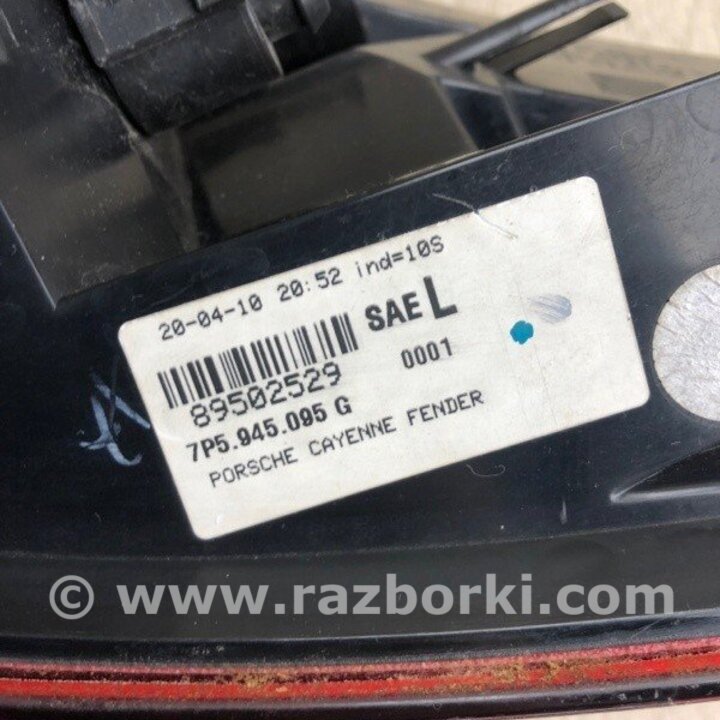 20-04-10 20:52 ind=10S
SAE L
89502529
0001
7P5.945.095 G
PORSCHE CAYENNE FENDER
© www.razborki.com